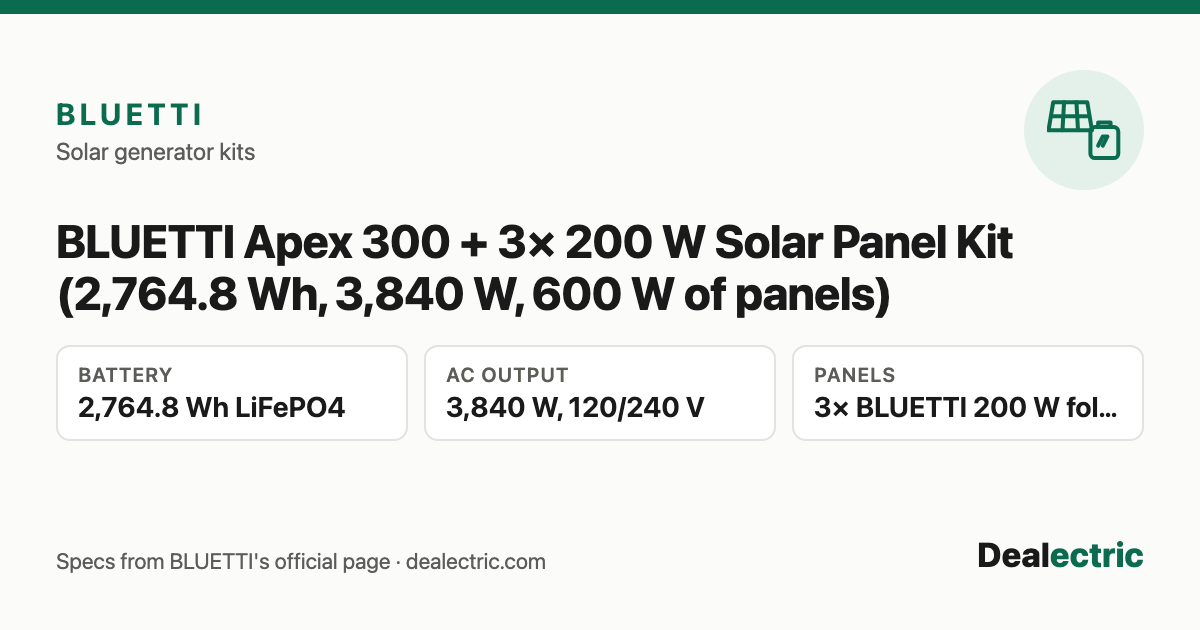 BLUETTI
Solar generator kits
BLUETTI Apex 300 + 3× 200 W Solar Panel Kit
(2,764.8 Wh, 3,840 W, 600 W of panels)
BATTERY
2,764.8 Wh LiFePO4
AC OUTPUT
3,840 W, 120/240 V
PANELS
3× BLUETTI 200 W fol...
Specs from BLUETTI's official page · dealectric.com
Dealectric